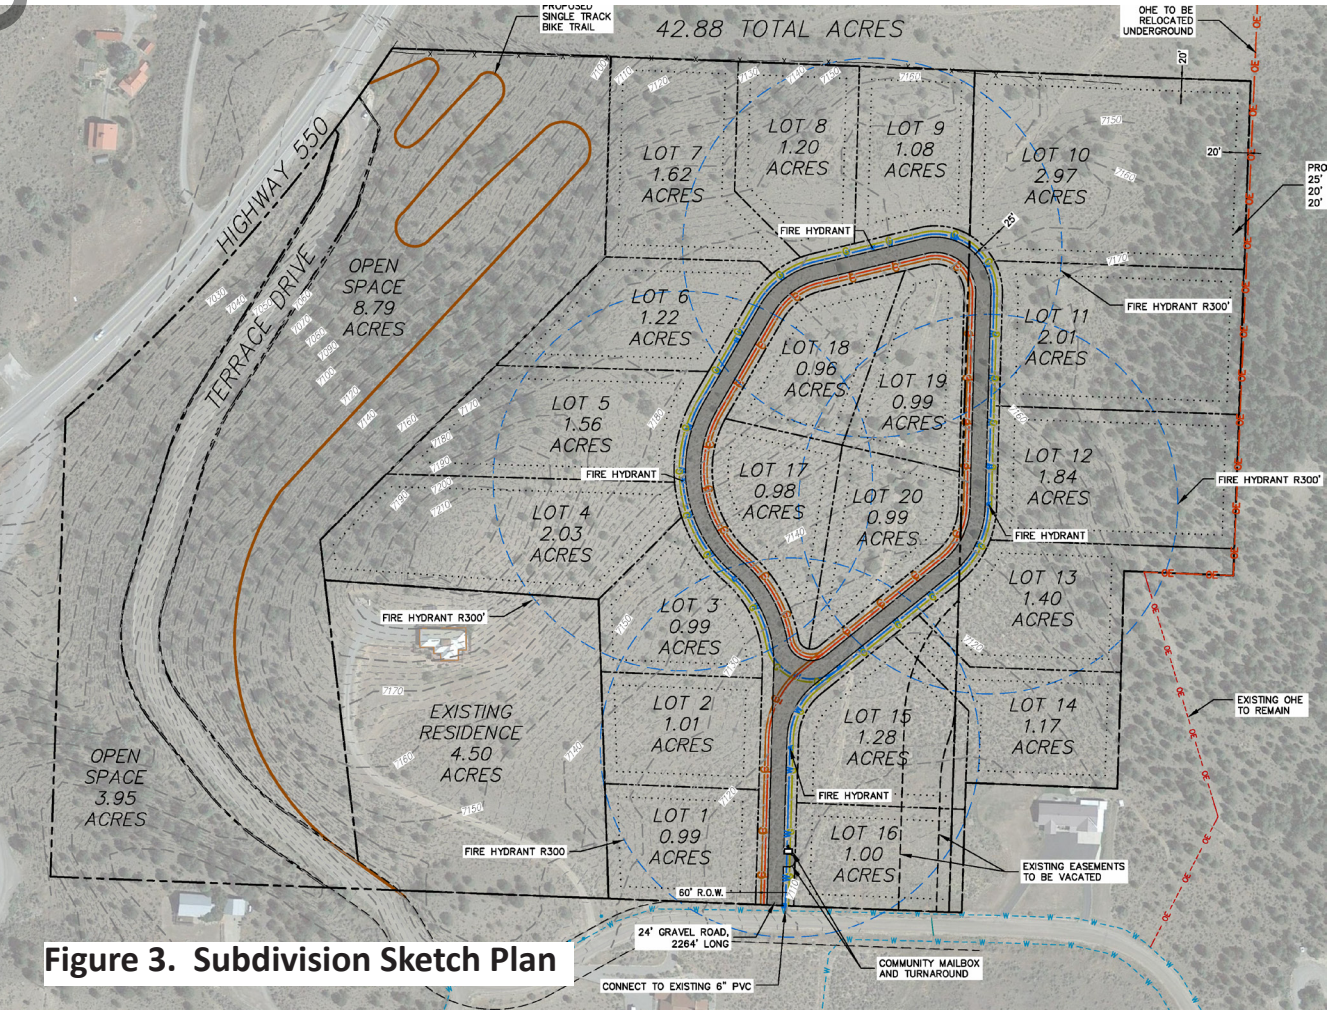 PROPOSED
SINGLE TRACK
BIKE TRAIL
42.88 TOTAL ACRES
OHE TO BE
RELOCATED
UNDERGROUND
20'
20'
PRO
25'
20'
20'
HIGHWAY 550
TERRACE DRIVE
OPEN
SPACE
8.79
ACRES
LOT 7
1.62
ACRES
LOT 8
1.20
ACRES
LOT 9
1.08
ACRES
LOT 10
2.97
ACRES
FIRE HYDRANT
25'
FIRE HYDRANT R300'
LOT 6
1.22
ACRES
LOT 11
2.01
ACRES
LOT 18
0.96
ACRES
LOT 19
0.99
ACRES
LOT 5
1.56
ACRES
FIRE HYDRANT
LOT 17
0.98
ACRES
LOT 20
0.99
ACRES
LOT 12
1.84
ACRES
FIRE HYDRANT R300'
FIRE HYDRANT
LOT 4
2.03
ACRES
LOT 13
1.40
ACRES
FIRE HYDRANT R300'
LOT 3
0.99
ACRES
EXISTING OHE
TO REMAIN
EXISTING
RESIDENCE
4.50
ACRES
LOT 2
1.01
ACRES
LOT 15
1.28
ACRES
LOT 14
1.17
ACRES
OPEN
SPACE
3.95
ACRES
FIRE HYDRANT
LOT 1
0.99
ACRES
LOT 16
1.00
ACRES
FIRE HYDRANT R300
EXISTING EASEMENTS
TO BE VACATED
60' R.O.W.
24' GRAVEL ROAD,
2264' LONG
COMMUNITY MAILBOX
AND TURNAROUND
CONNECT TO EXISTING 6" PVC
Figure 3. Subdivision Sketch Plan